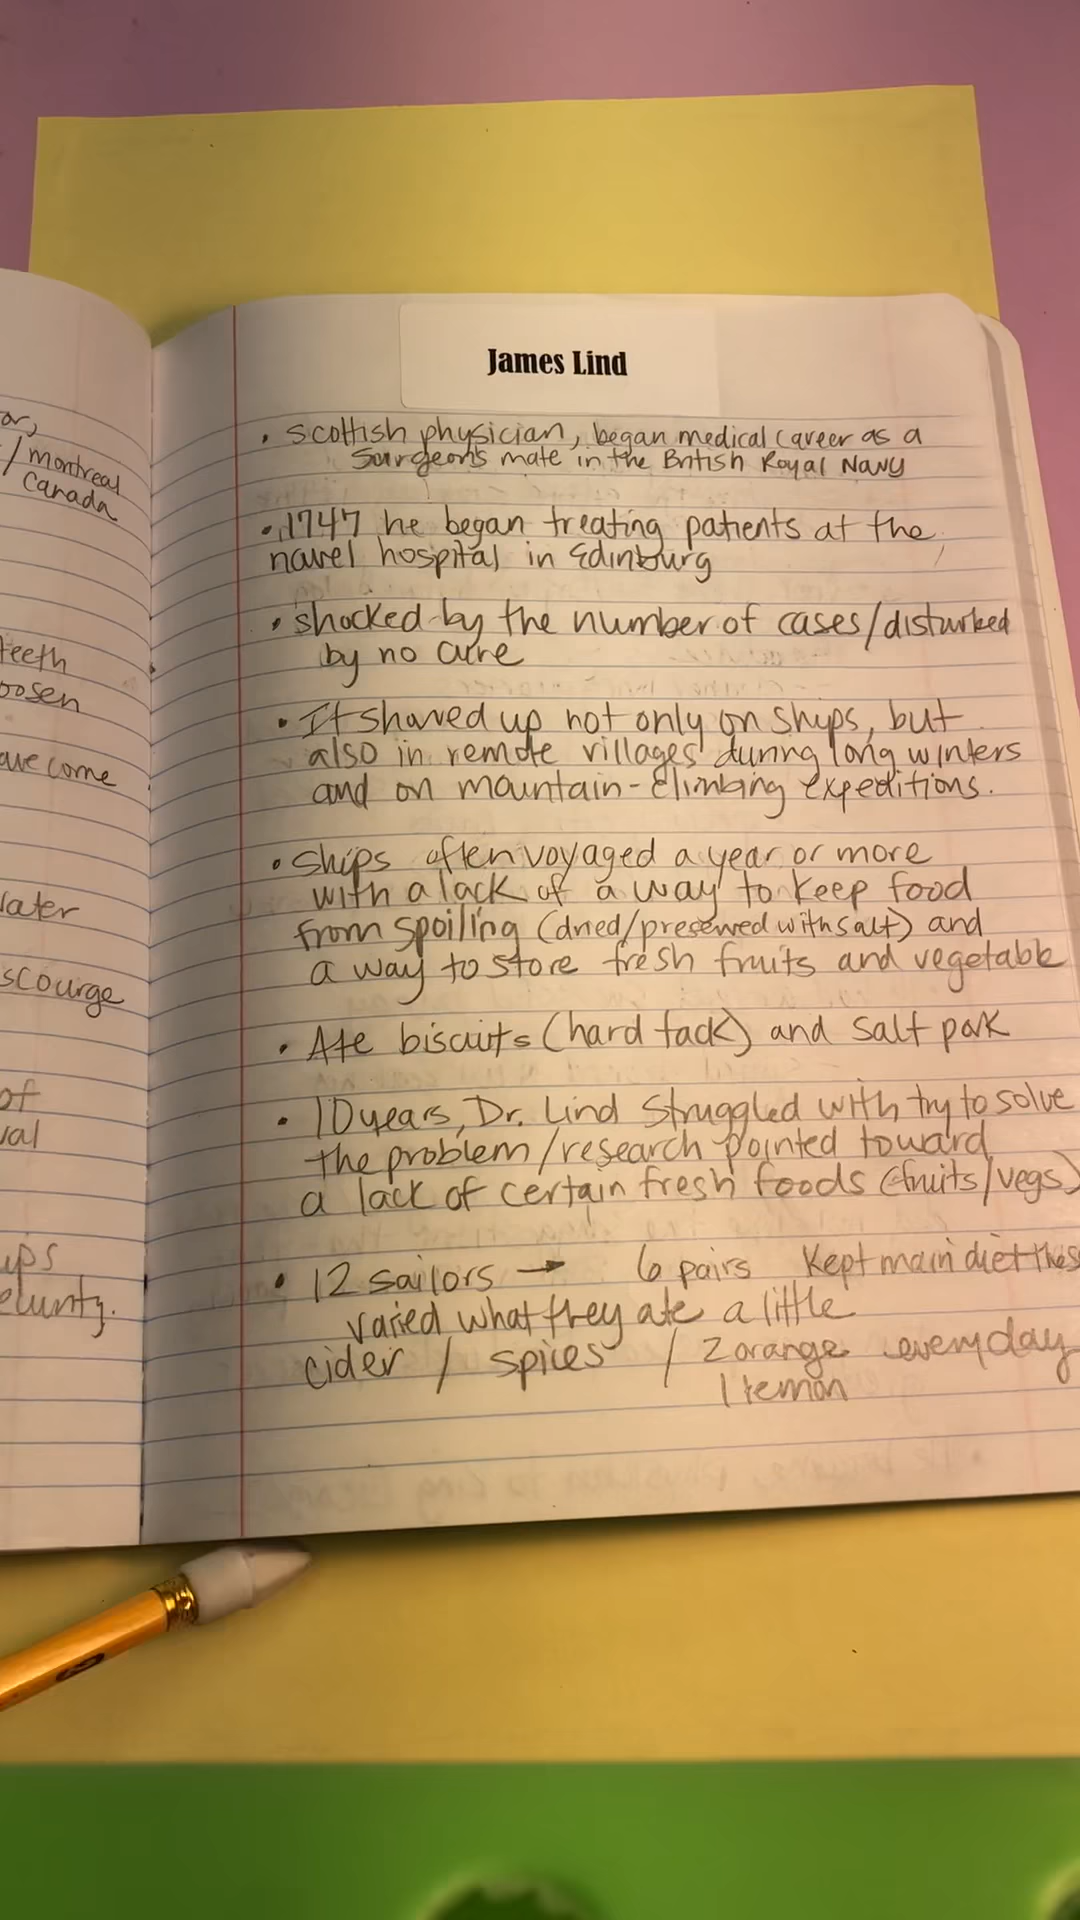 James Lind
• Scottish physician, began medical career as a
surgeons mate in the British Royal Navy
• 1747 he began treating patients at the
navel hospital in Edinburg
• shocked by the number of cases/disturbed
by no cure
• It showed up not only on ships, but
also in remote villages during long winters
and on mountain-climbing expeditions.
• Ships often voyaged a year or more
with a lack of a way to keep food
from spoiling (dried/preserved with salt) and
a way to store fresh fruits and vegetable
• Ate biscuits (hard tack) and salt pork
• 10 years, Dr. Lind struggled with try to solve
the problem/research pointed toward
a lack of certain fresh foods (fruits/vegs)
• 12 sailors → 6 pairs Kept main diet the
varied what they ate a little
cider / spices / 2 orange everyday
1 lemon
or,
/ montreal
Canada
teeth
oosen
ave come
later
scourge
of
val
ips
elunty.
69